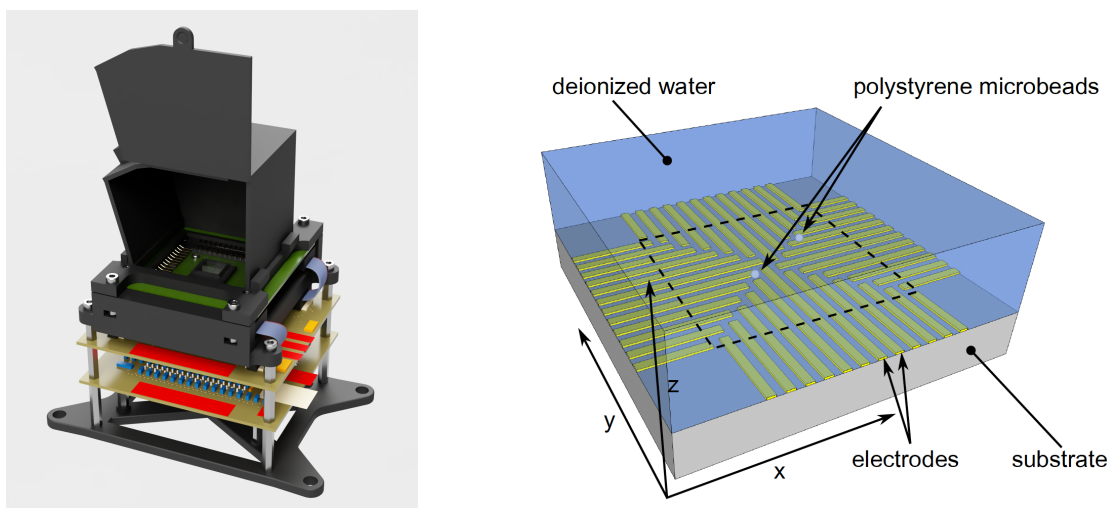 deionized water
polystyrene microbeads
z
y
x
electrodes
substrate